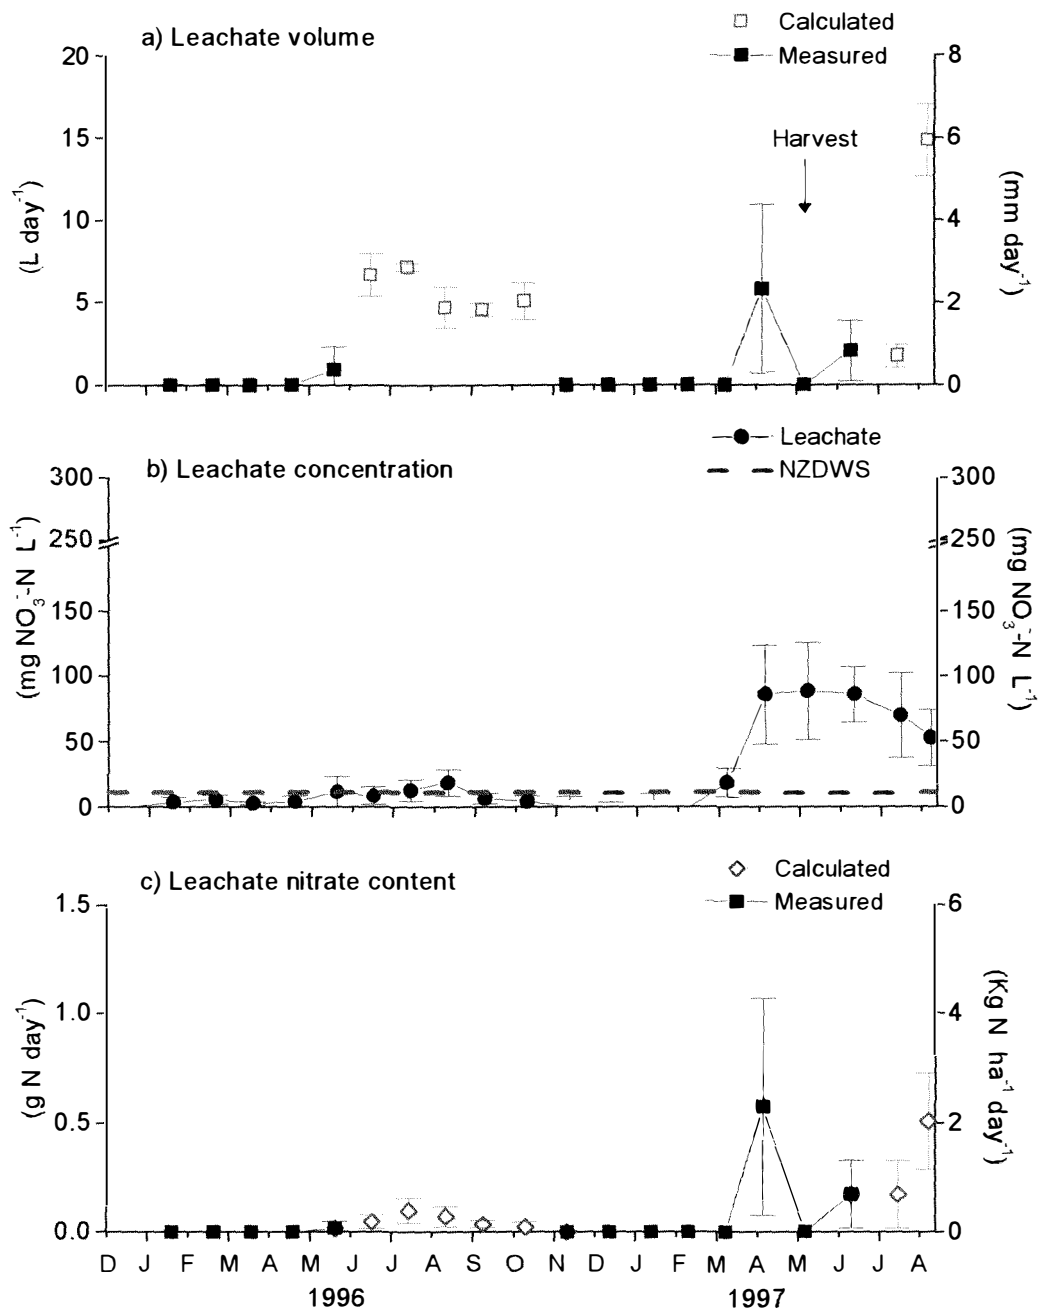 a) Leachate volume
Calculated
Measured
20
15
10
5
0
(L day⁻¹)
8
6
4
2
0
(mm day⁻¹)
Harvest
b) Leachate concentration
Leachate
NZDWS
300
250
150
100
50
0
(mg NO₃⁻-N L⁻¹)
300
250
150
100
50
0
(mg NO₃⁻-N L⁻¹)
c) Leachate nitrate content
Calculated
Measured
1.5
1.0
0.5
0.0
(g N day⁻¹)
6
4
2
0
(Kg N ha⁻¹ day⁻¹)
D J F M A M J J A S O N D J F M A M J J A
1996 1997